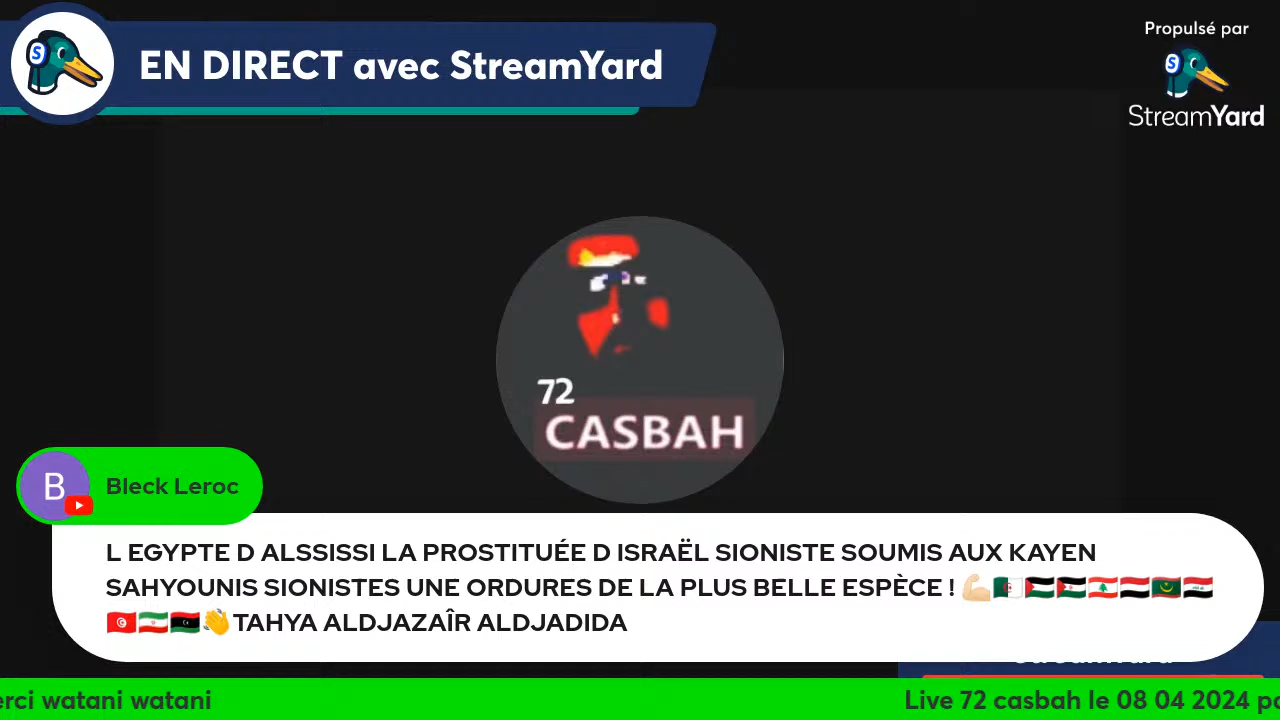 EN DIRECT avec StreamYard
Propulsé par
StreamYard
72
CASBAH
Bleck Leroc
L EGYPTE D ALSSISSI LA PROSTITUÉE D ISRAËL SIONISTE SOUMIS AUX KAYEN
SAHYOUNIS SIONISTES UNE ORDURES DE LA PLUS BELLE ESPÈCE ! 💪🏻🇩🇿🇵🇸🇪🇭🇱🇧🇾🇪🇲🇷🇮🇶
🇹🇳🇮🇷🇱🇾👋TAHYA ALDJAZAÎR ALDJADIDA
erci watani watani
Live 72 casbah le 08 04 2024 pa